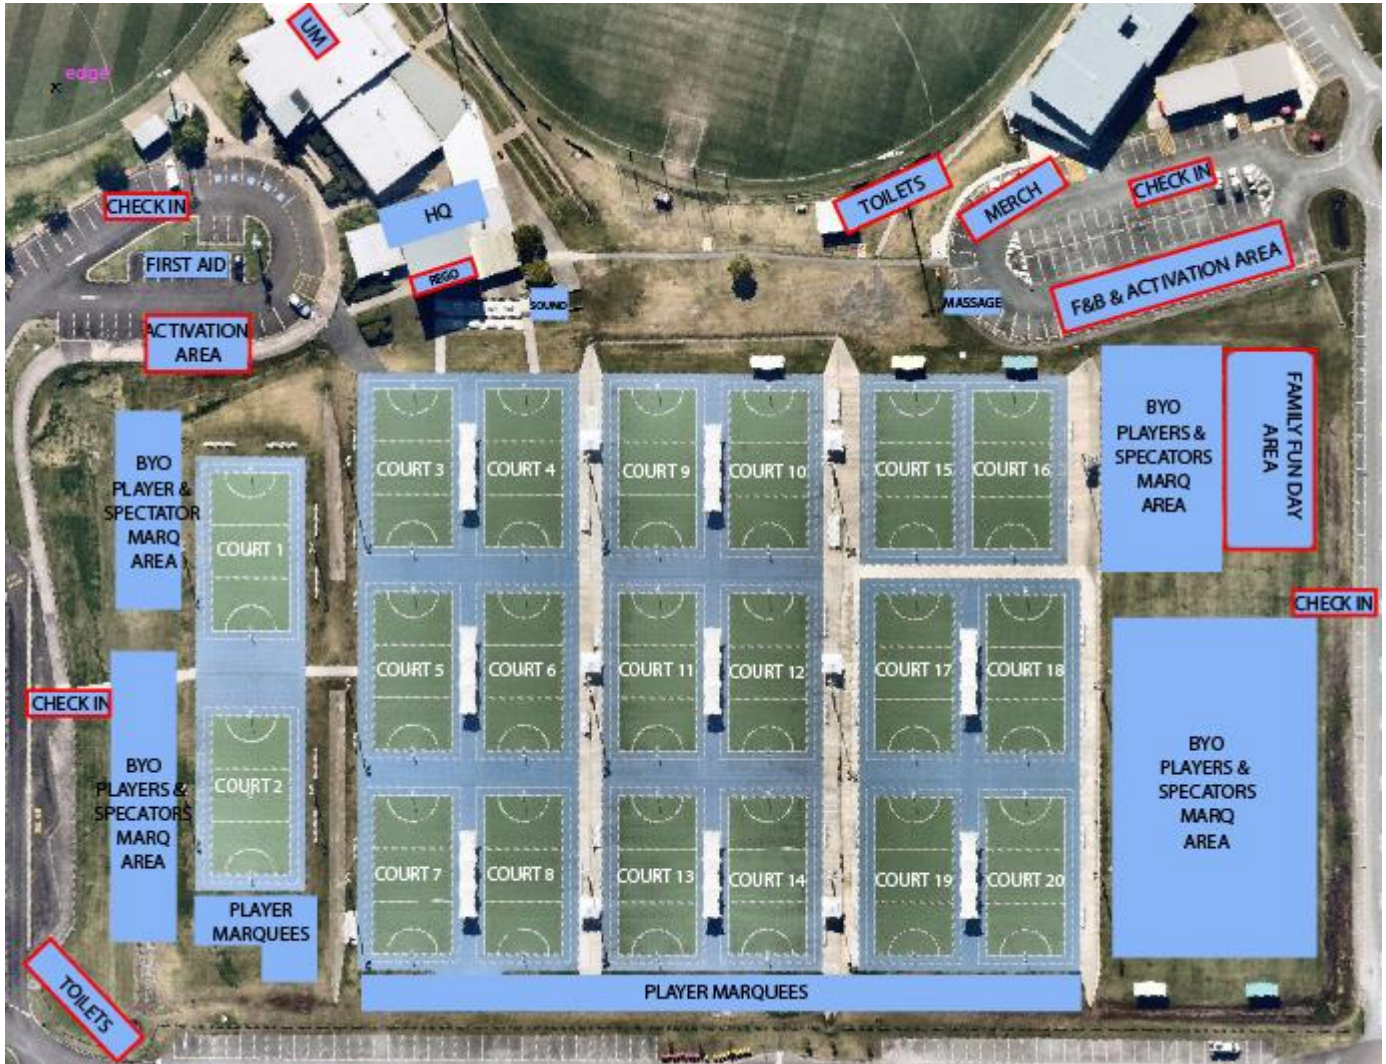 UM
edge
CHECK IN
HQ
FIRST AID
REGO
SOUND
ACTIVATION
AREA
TOILETS
MERCH
CHECK IN
F&B & ACTIVATION AREA
MASSAGE
BYO
PLAYER &
SPECTATOR
MARQ
AREA
COURT 1
COURT 3
COURT 4
COURT 9
COURT 10
COURT 15
COURT 16
BYO
PLAYERS &
SPECATORS
MARQ
AREA
FAMILY FUN DAY
AREA
CHECK IN
CHECK IN
BYO
PLAYERS &
SPECATORS
MARQ
AREA
COURT 2
COURT 5
COURT 6
COURT 11
COURT 12
COURT 17
COURT 18
BYO
PLAYERS &
SPECATORS
MARQ
AREA
COURT 7
COURT 8
COURT 13
COURT 14
COURT 19
COURT 20
PLAYER
MARQUEES
TOILETS
PLAYER MARQUEES